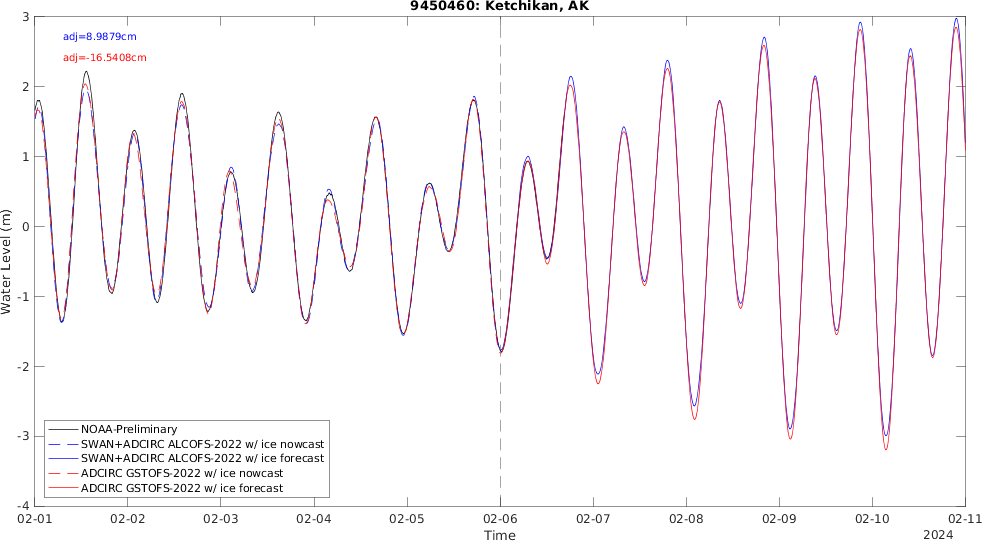 9450460: Ketchikan, AK
adj=8.9879cm
adj=-16.5408cm
Water Level (m)
3
2
1
0
-1
-2
-3
-4
NOAA-Preliminary
SWAN+ADCIRC ALCOFS-2022 w/ ice nowcast
SWAN+ADCIRC ALCOFS-2022 w/ ice forecast
ADCIRC GSTOFS-2022 w/ ice nowcast
ADCIRC GSTOFS-2022 w/ ice forecast
02-01 02-02 02-03 02-04 02-05 02-06 02-07 02-08 02-09 02-10 02-11
Time
2024